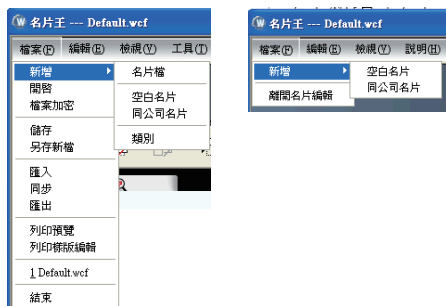 名片王 --- Default.wcf
檔案(F) 編輯(E) 檢視(V) 工具(T)
新增
開啓
檔案加密
儲存
另存新檔
匯入
同步
匯出
列印預覽
列印樣版編輯
1 Default.wcf
結束
名片檔
空白名片
同公司名片
類別
名片王 --- Default.wcf
檔案(F) 編輯(E) 檢視(V) 說明(H)
新增
離開名片編輯
空白名片
同公司名片